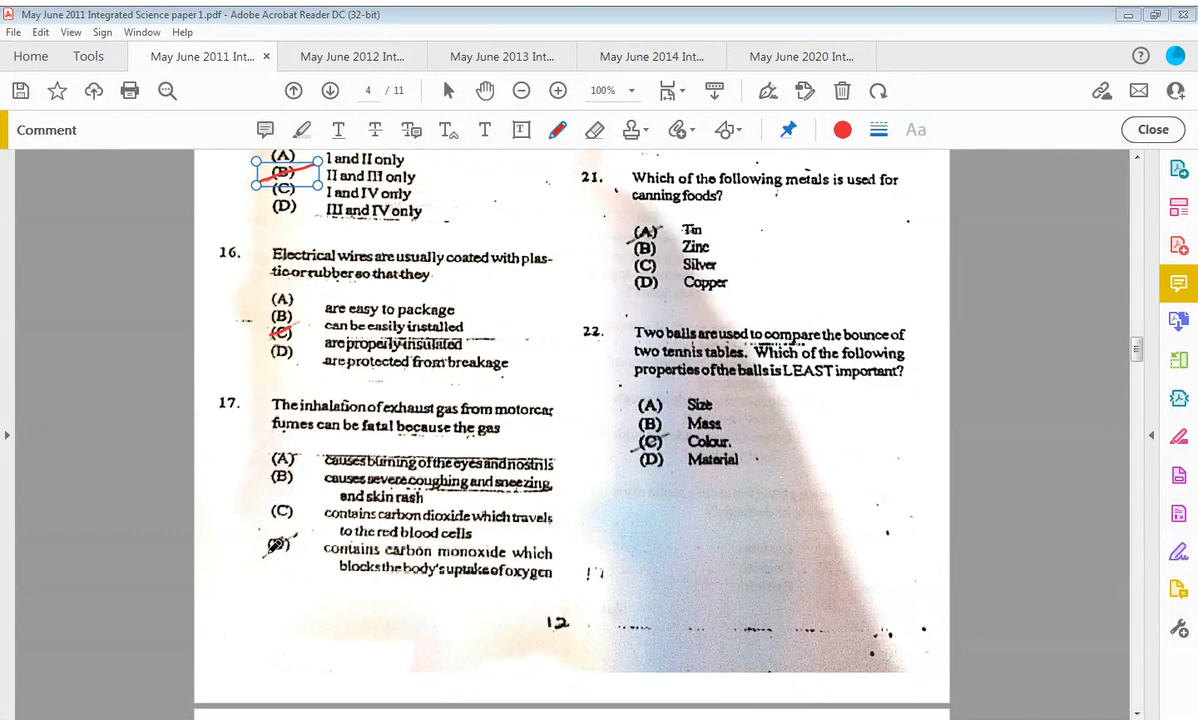 May June 2011 Integrated Science paper 1.pdf - Adobe Acrobat Reader DC (32-bit)
File Edit View Sign Window Help
Home Tools May June 2011 Int... × May June 2012 Int... May June 2013 Int... May June 2014 Int... May June 2020 Int...
4 / 11 100%
Comment Close
(A) I and II only
(B) II and III only
(C) I and IV only
(D) III and IV only
16. Electrical wires are usually coated with plas-
tic or rubber so that they
(A) are easy to package
(B) can be easily installed
(C) are properly insulated
(D) are protected from breakage
17. The inhalation of exhaust gas from motorcar
fumes can be fatal because the gas
(A) causes burning of the eyes and nostrils
(B) causes severe coughing and sneezing,
and skin rash
(C) contains carbon dioxide which travels
to the red blood cells
(D) contains carbon monoxide which
blocks the body's uptake of oxygen
21. Which of the following metals is used for
canning foods?
(A) Tin
(B) Zinc
(C) Silver
(D) Copper
22. Two balls are used to compare the bounce of
two tennis tables. Which of the following
properties of the balls is LEAST important?
(A) Size
(B) Mass
(C) Colour.
(D) Material
12